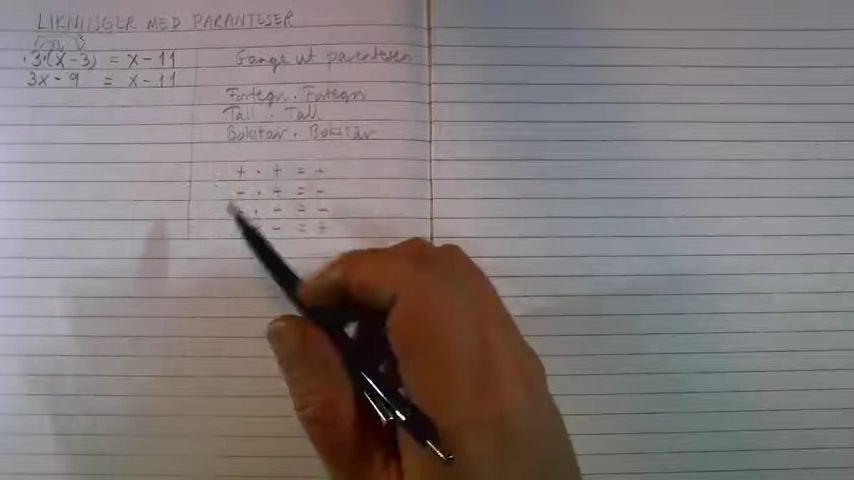 LIKNINGER MED PARANTESER
3·(x-3) = x-11
3x-9 = x-11
Gange ut parentesen
Fortegn · Fortegn
Tall · Tall
Bokstav · Bokstav
+ · + = +
- · + = -
· - = -
· - = +